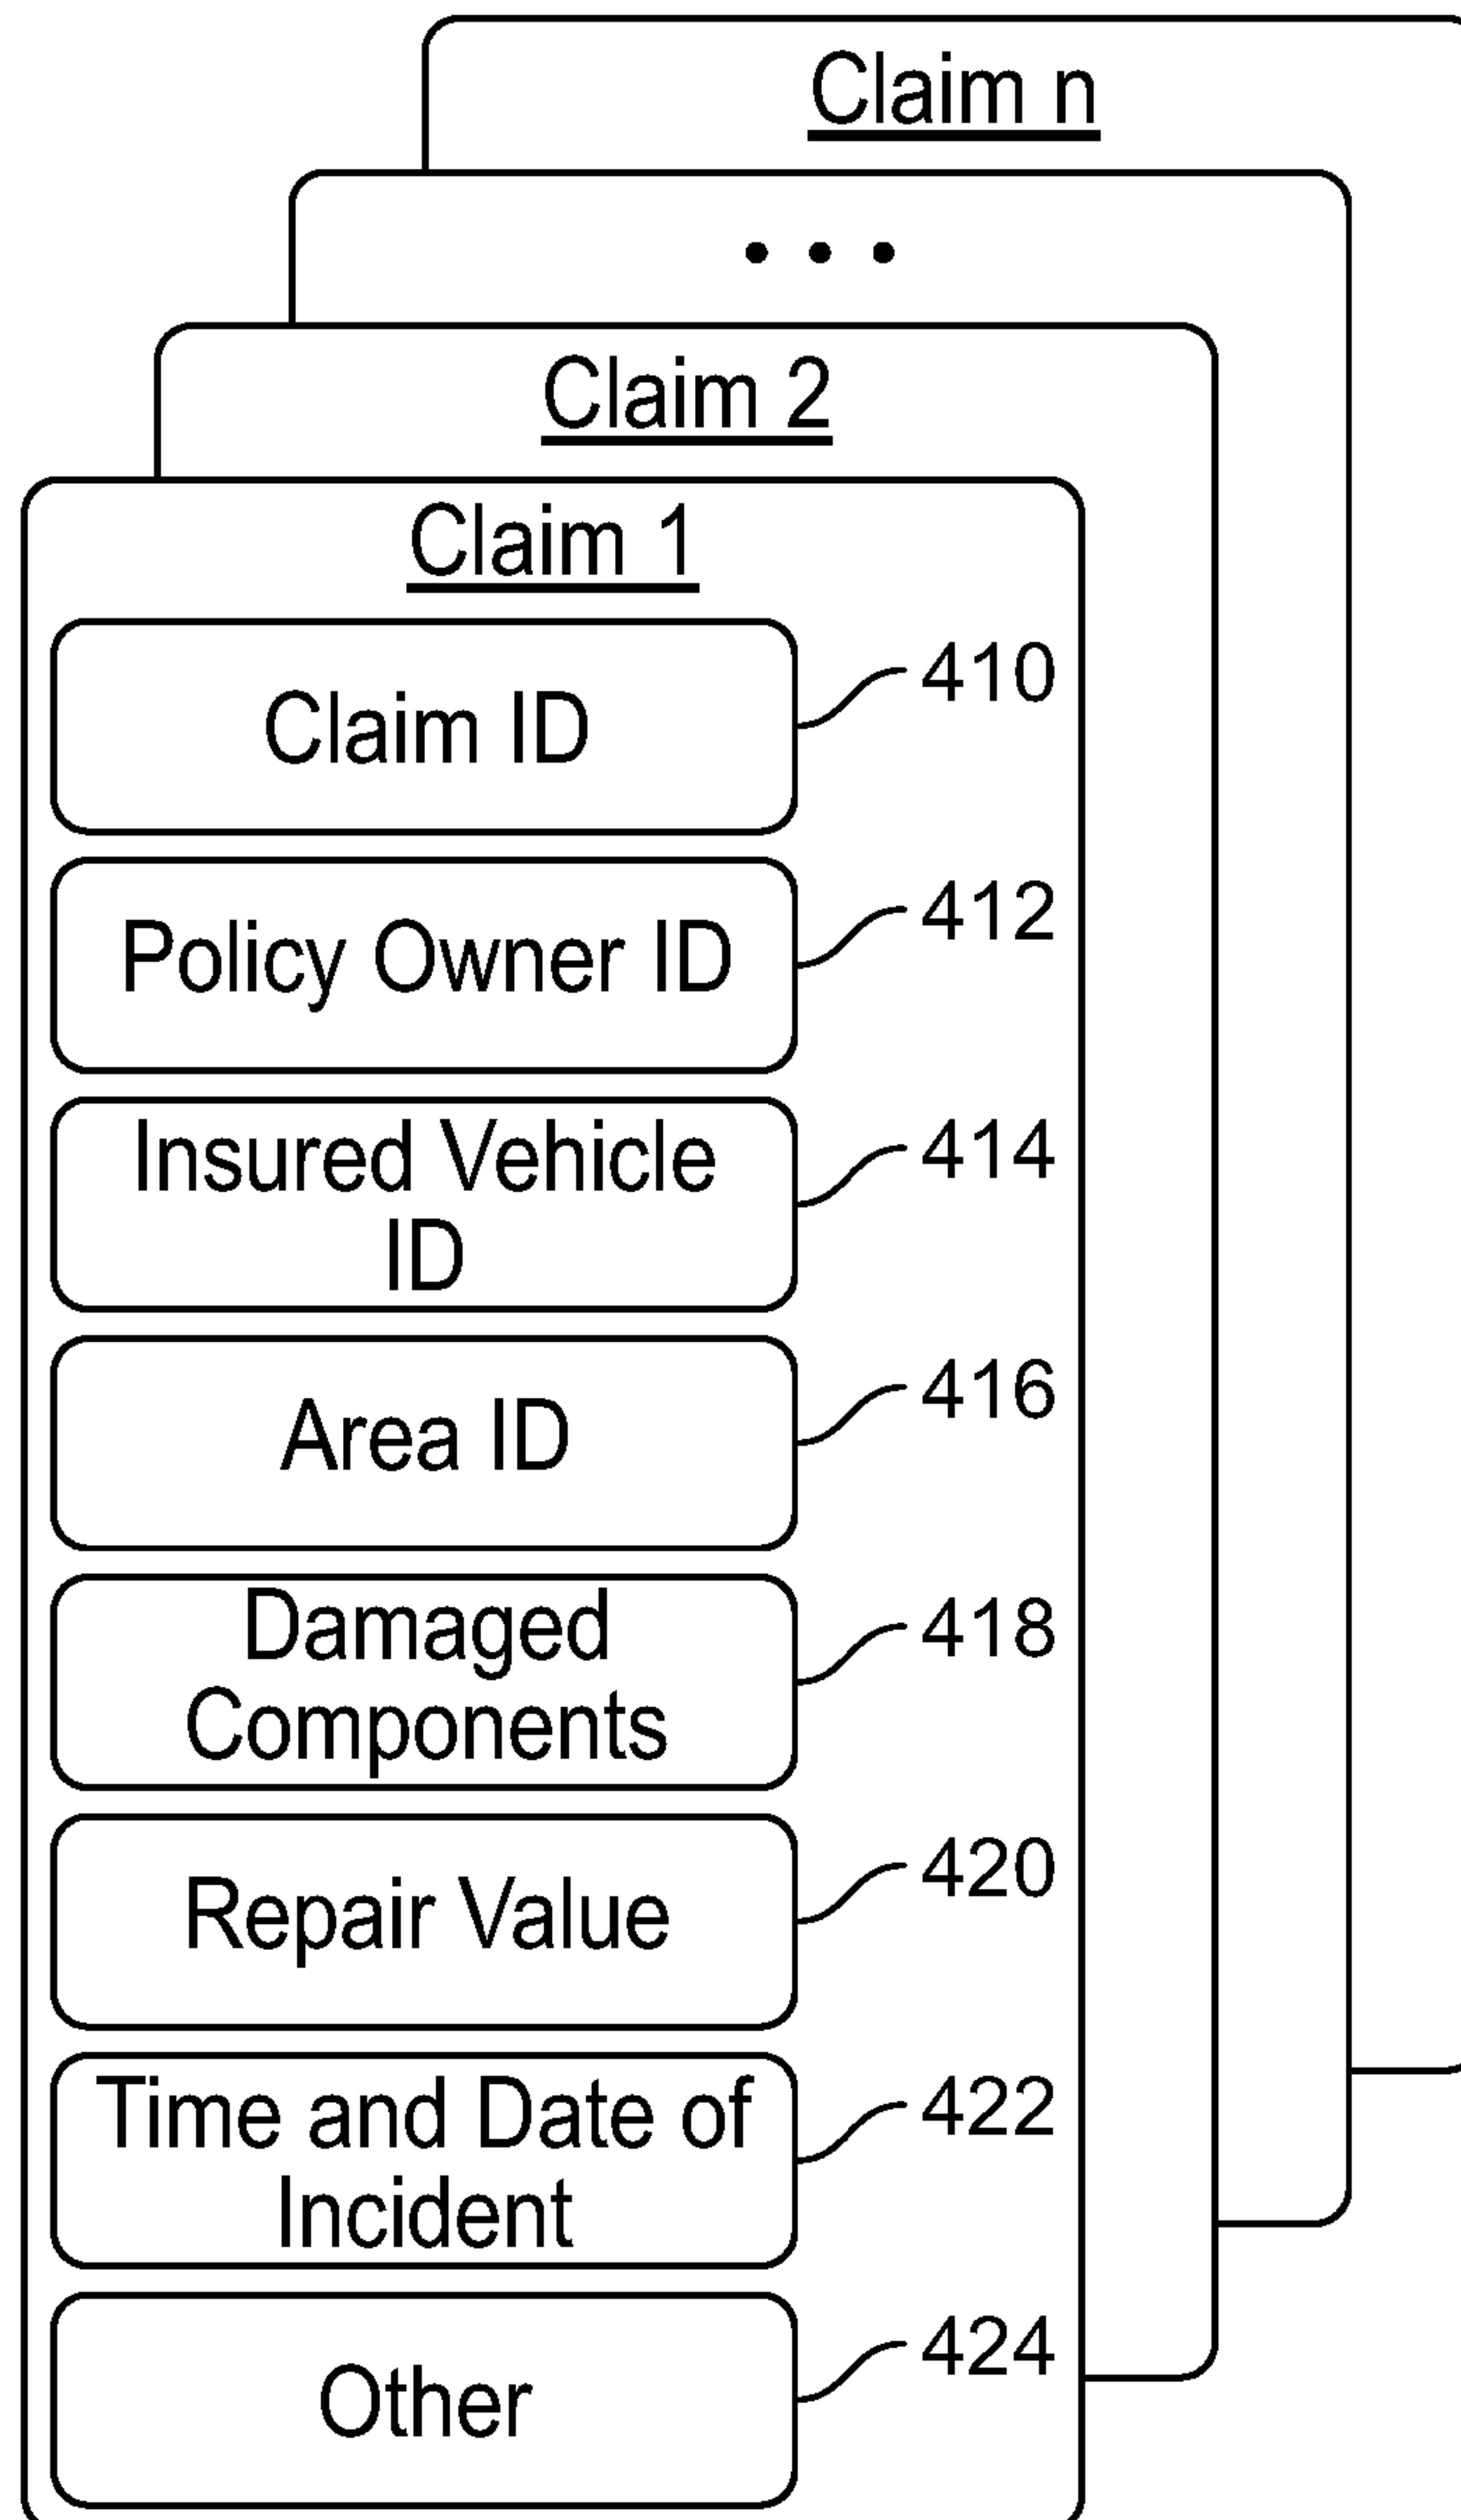 Claim n
• • •
Claim 2
Claim 1
Claim ID
410
Policy Owner ID
412
Insured Vehicle
ID
414
Area ID
416
Damaged
Components
418
Repair Value
420
Time and Date of
Incident
422
Other
424